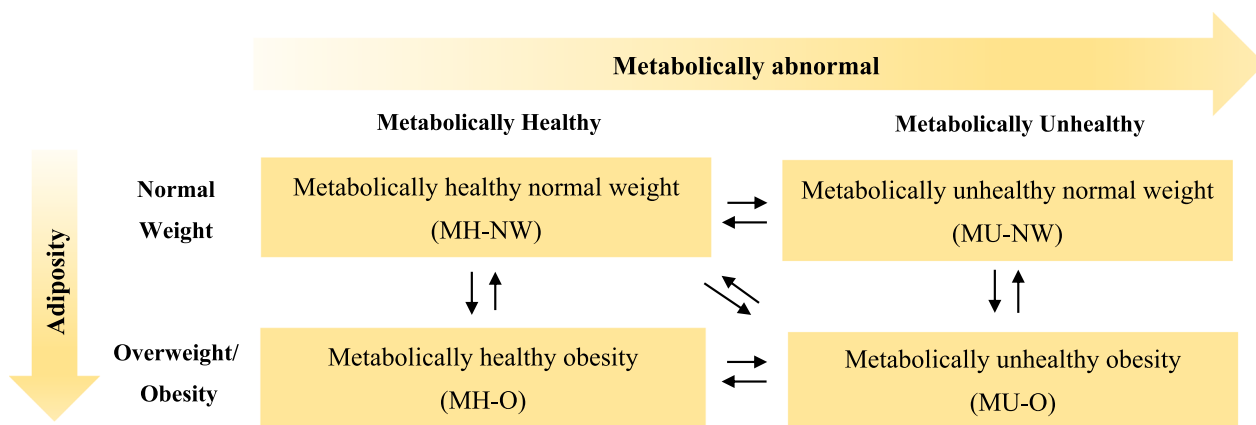 Metabolically abnormal
Metabolically Healthy
Metabolically Unhealthy
Adiposity
Normal
Weight
Metabolically healthy normal weight
(MH-NW)
Metabolically unhealthy normal weight
(MU-NW)
Overweight/
Obesity
Metabolically healthy obesity
(MH-O)
Metabolically unhealthy obesity
(MU-O)